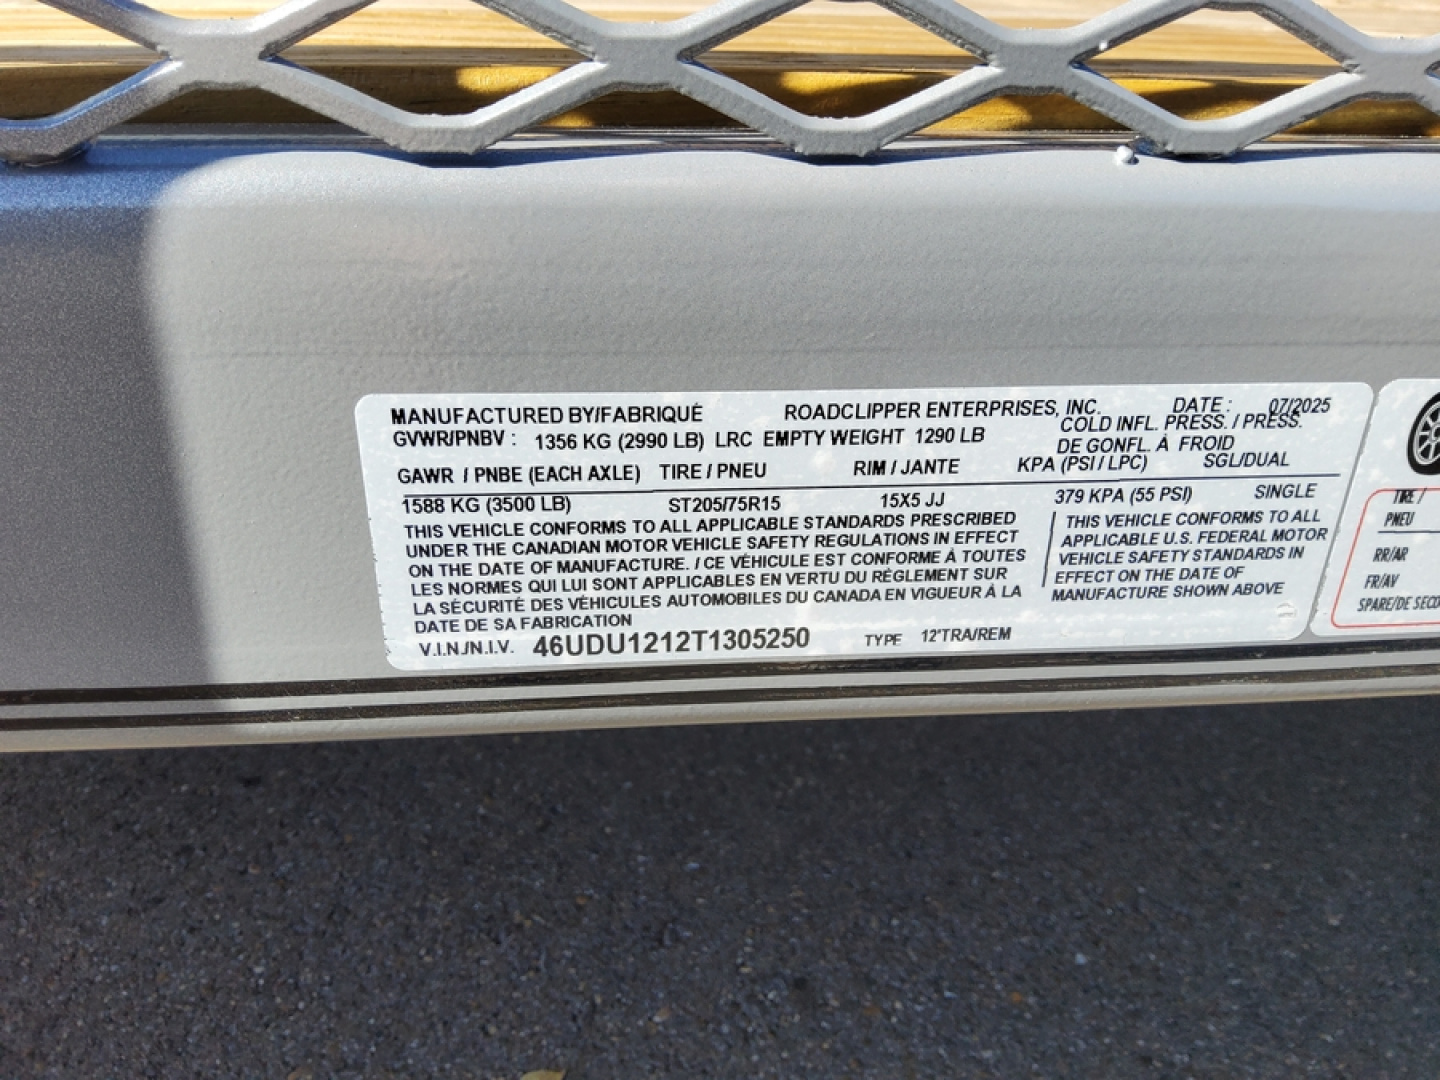 MANUFACTURED BY/FABRIQUÉ ROADCLIPPER ENTERPRISES, INC. DATE : 07/2025
GVWR/PNBV : 1356 KG (2990 LB) LRC EMPTY WEIGHT 1290 LB
COLD INFL. PRESS. / PRESS.
DE GONFL. À FROID
GAWR / PNBE (EACH AXLE) TIRE / PNEU RIM / JANTE KPA (PSI / LPC) SGL/DUAL
1588 KG (3500 LB) ST205/75R15 15X5 JJ 379 KPA (55 PSI) SINGLE
THIS VEHICLE CONFORMS TO ALL APPLICABLE STANDARDS PRESCRIBED
UNDER THE CANADIAN MOTOR VEHICLE SAFETY REGULATIONS IN EFFECT
ON THE DATE OF MANUFACTURE. / CE VÉHICULE EST CONFORME À TOUTES
LES NORMES QUI LUI SONT APPLICABLES EN VERTU DU RÈGLEMENT SUR
LA SÉCURITÉ DES VÉHICULES AUTOMOBILES DU CANADA EN VIGUEUR À LA
DATE DE SA FABRICATION
THIS VEHICLE CONFORMS TO ALL
APPLICABLE U.S. FEDERAL MOTOR
VEHICLE SAFETY STANDARDS IN
EFFECT ON THE DATE OF
MANUFACTURE SHOWN ABOVE
V.I.N./N.I.V. 46UDU1212T1305250 TYPE 12'TRA/REM
TIRE /
PNEU
RR/AR
FR/AV
SPARE/DE SECO